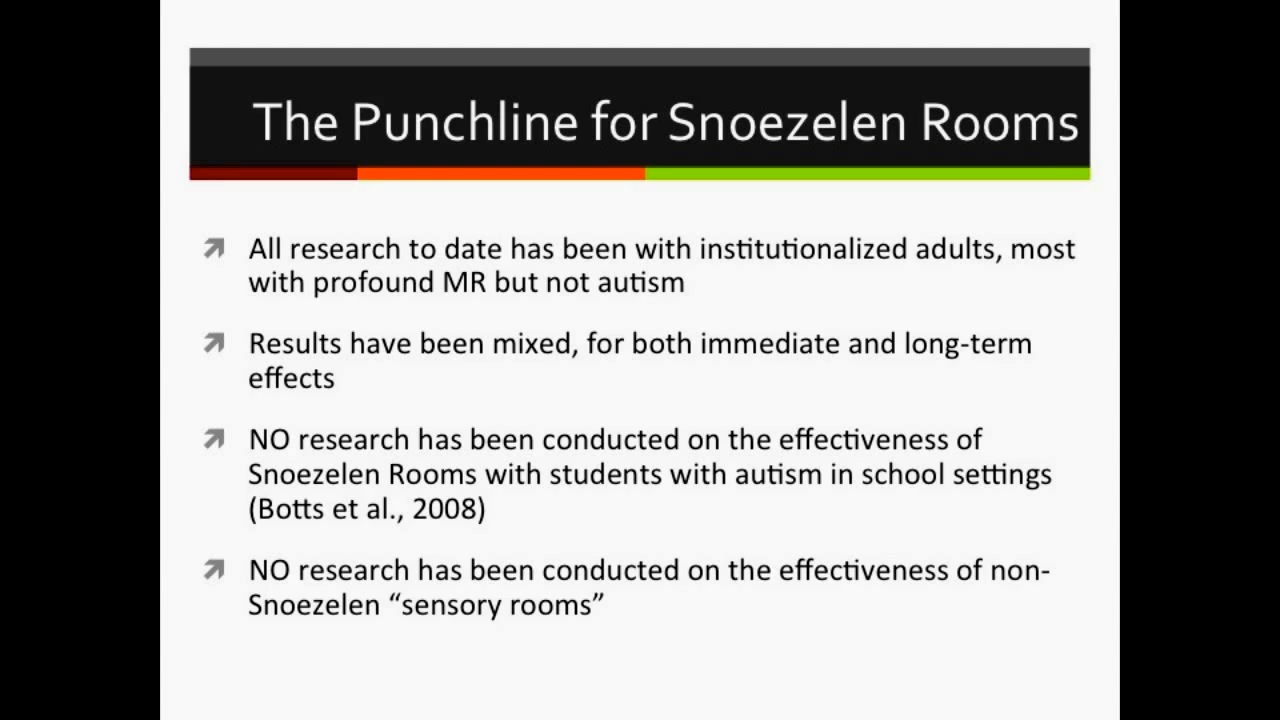 The Punchline for Snoezelen Rooms
All research to date has been with institutionalized adults, most
with profound MR but not autism
Results have been mixed, for both immediate and long-term
effects
NO research has been conducted on the effectiveness of
Snoezelen Rooms with students with autism in school settings
(Botts et al., 2008)
NO research has been conducted on the effectiveness of non-
Snoezelen “sensory rooms”